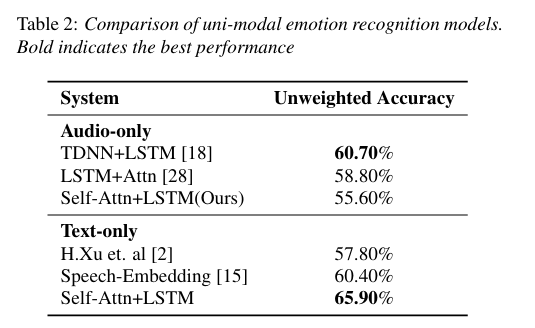 Table 2: Comparison of uni-modal emotion recognition models.
Bold indicates the best performance
System Unweighted Accuracy
Audio-only
TDNN+LSTM [18] 60.70%
LSTM+Attn [28] 58.80%
Self-Attn+LSTM(Ours) 55.60%
Text-only
H.Xu et. al [2] 57.80%
Speech-Embedding [15] 60.40%
Self-Attn+LSTM 65.90%